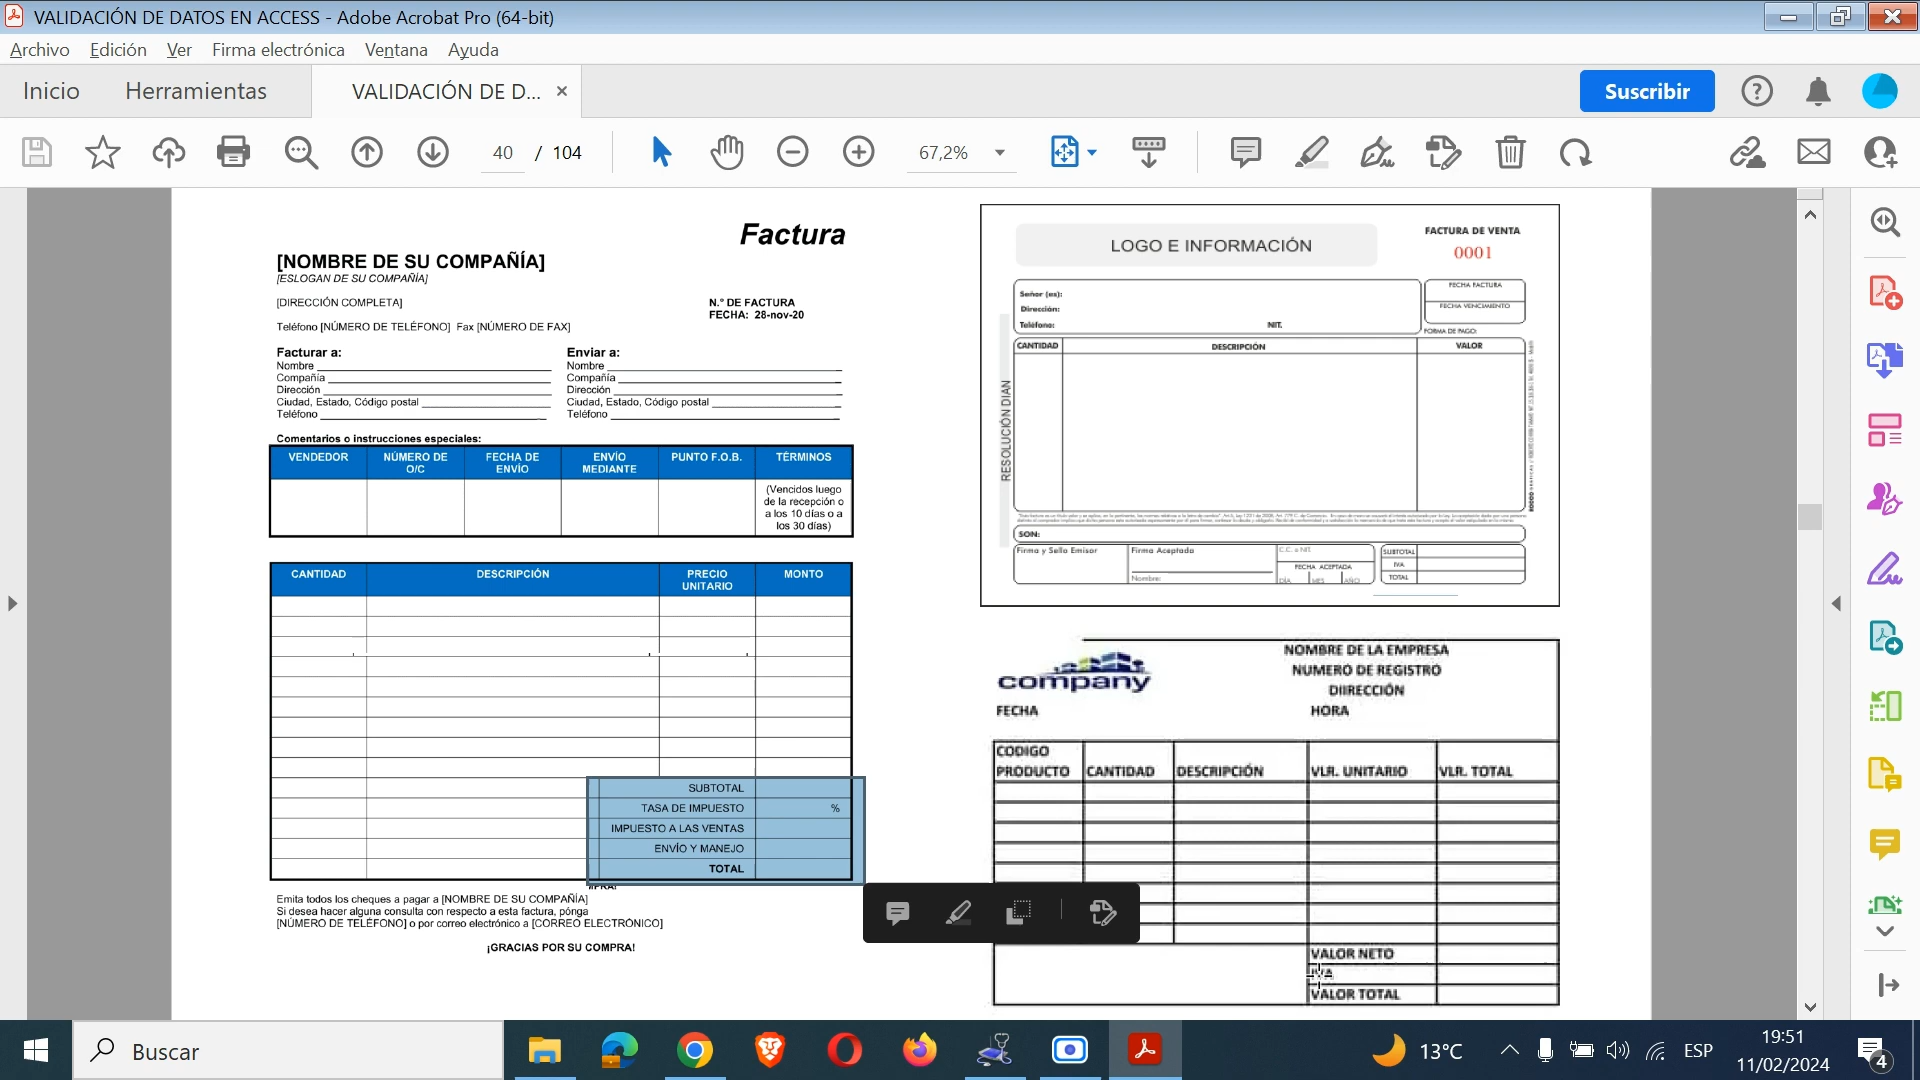 VALIDACIÓN DE DATOS EN ACCESS - Adobe Acrobat Pro (64-bit)
Archivo Edición Ver Firma electrónica Ventana Ayuda
Inicio Herramientas VALIDACIÓN DE D... × Suscribir
40 / 104 67,2%
Factura
[NOMBRE DE SU COMPAÑÍA]
[ESLOGAN DE SU COMPAÑÍA]
[DIRECCIÓN COMPLETA]
N.º DE FACTURA
FECHA: 28-nov-20
Teléfono [NÚMERO DE TELÉFONO] Fax [NÚMERO DE FAX]
Facturar a: Enviar a:
Nombre Nombre
Compañía Compañía
Dirección Dirección
Ciudad, Estado, Código postal Ciudad, Estado, Código postal
Teléfono Teléfono
Comentarios o instrucciones especiales:
VENDEDOR NÚMERO DE O/C FECHA DE ENVÍO ENVÍO MEDIANTE PUNTO F.O.B. TÉRMINOS
(Vencidos luego
de la recepción o
a los 10 días o a
los 30 días)
CANTIDAD DESCRIPCIÓN PRECIO UNITARIO MONTO
SUBTOTAL
TASA DE IMPUESTO %
IMPUESTO A LAS VENTAS
ENVÍO Y MANEJO
TOTAL
Emita todos los cheques a pagar a [NOMBRE DE SU COMPAÑÍA]
Si desea hacer alguna consulta con respecto a esta factura, pónga
[NÚMERO DE TELÉFONO] o por correo electrónico a [CORREO ELECTRÓNICO]
¡GRACIAS POR SU COMPRA!
LOGO E INFORMACIÓN
FACTURA DE VENTA
0001
Señor (es):
Dirección:
Teléfono: NIT.
FECHA FACTURA
FECHA VENCIMIENTO
FORMA DE PAGO:
CANTIDAD DESCRIPCIÓN VALOR
RESOLUCIÓN DIAN
SON:
Firma y Sello Emisor Firma Aceptada C.C. o NIT. SUBTOTAL
FECHA ACEPTADA IVA
Nombre: DÍA MES AÑO TOTAL
company
NOMBRE DE LA EMPRESA
NUMERO DE REGISTRO
DIIRECCIÓN
FECHA HORA
CODIGO
PRODUCTO CANTIDAD DESCRIPCIÓN VLR. UNITARIO VLR. TOTAL
VALOR NETO
IVA
VALOR TOTAL
Buscar
13°C ESP 19:51
11/02/2024
4